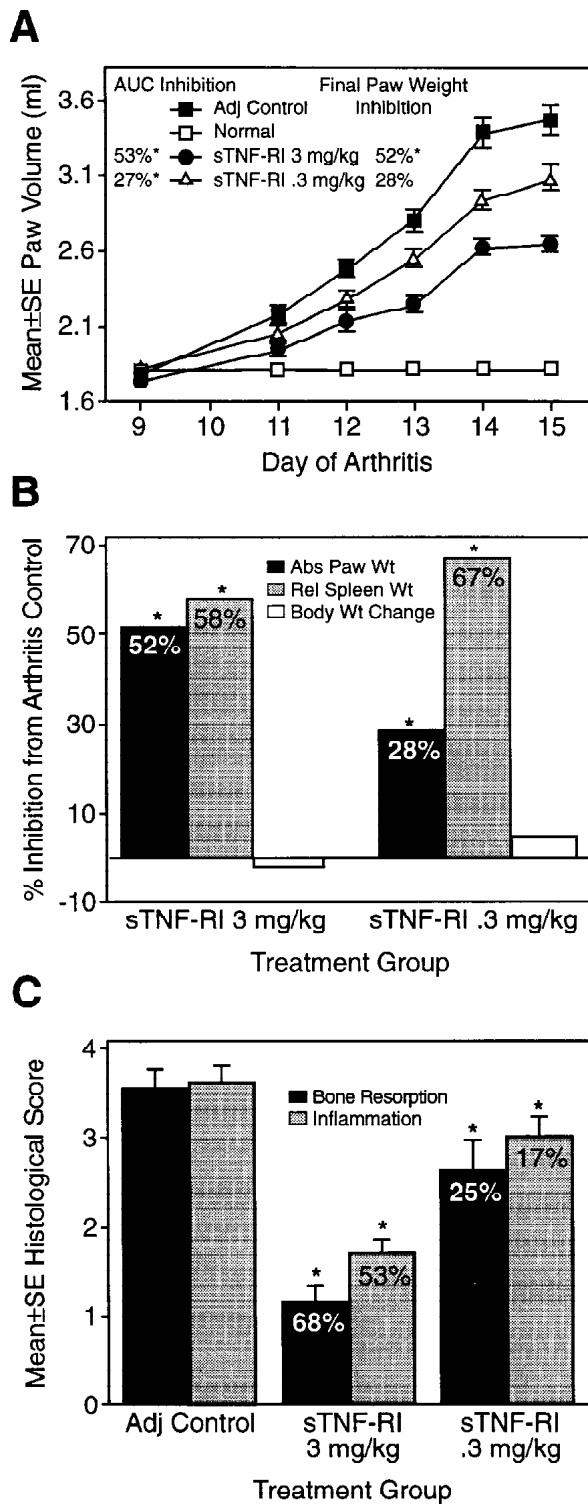 A
AUC Inhibition Final Paw Weight
Inhibition
Adj Control
Normal
53%* sTNF-RI 3 mg/kg 52%*
27%* sTNF-RI .3 mg/kg 28%
Mean±SE Paw Volume (ml)
3.6
3.1
2.6
2.1
1.6
9 10 11 12 13 14 15
Day of Arthritis
B
% Inhibition from Arthritis Control
70
50
30
10
-10
Abs Paw Wt
Rel Spleen Wt
Body Wt Change
* * * *
52% 58% 28% 67%
sTNF-RI 3 mg/kg sTNF-RI .3 mg/kg
Treatment Group
C
Mean±SE Histological Score
4
3
2
1
0
Bone Resorption
Inflammation
* * * *
68% 53% 25% 17%
Adj Control sTNF-RI sTNF-RI
3 mg/kg .3 mg/kg
Treatment Group